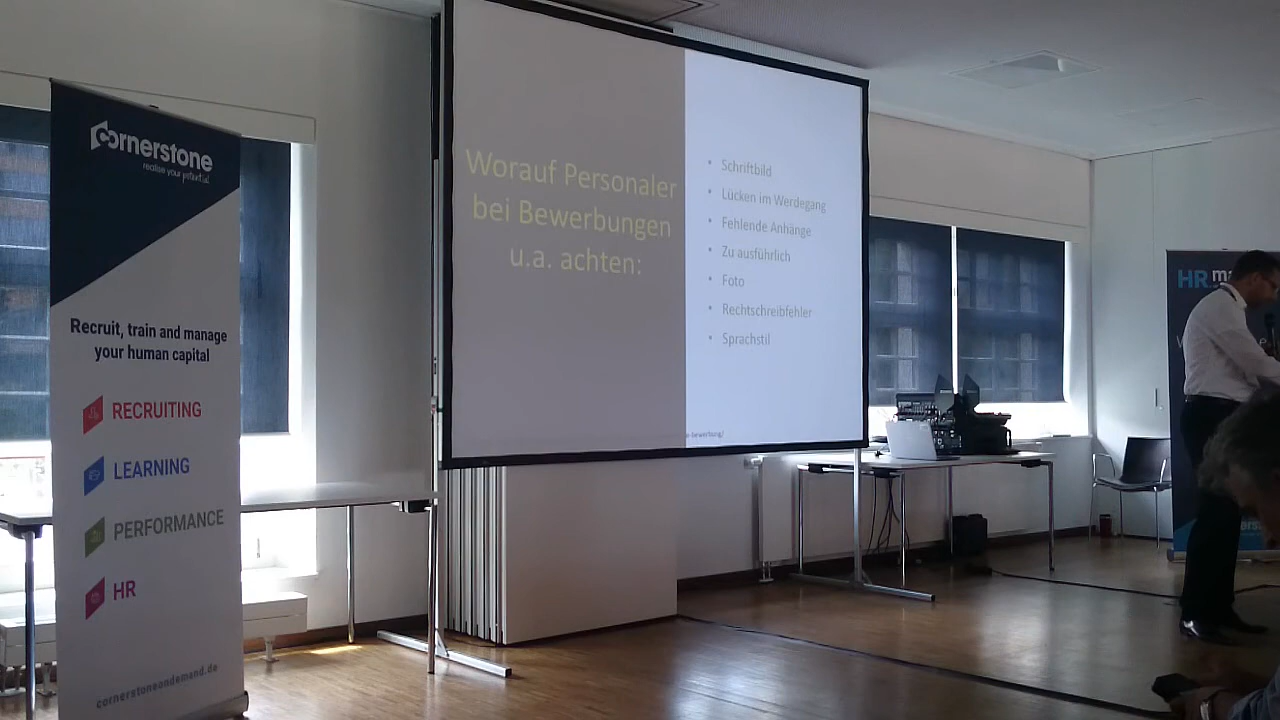 cornerstone
realise your potential
Recruit, train and manage
your human capital
RECRUITING
LEARNING
PERFORMANCE
HR
cornerstoneondemand.de
Worauf Personaler
bei Bewerbungen
u.a. achten:
• Schriftbild
• Lücken im Werdegang
• Fehlende Anhänge
• Zu ausführlich
• Foto
• Rechtschreibfehler
• Sprachstil
HR